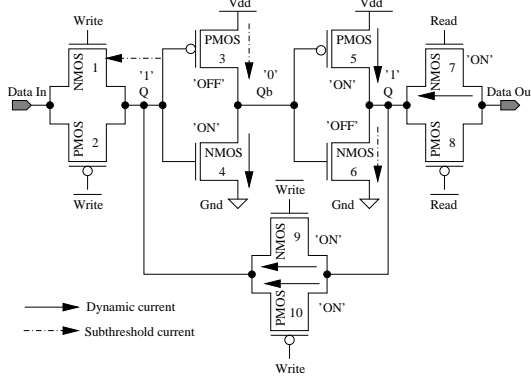 Vdd Vdd
Write Read
PMOS PMOS
NMOS 1 3 5 NMOS 7 'ON'
'1' 'OFF' '0' 'ON' '1'
Data In Q Qb Q Data Ou
'ON' 'OFF'
PMOS 2 NMOS NMOS PMOS 8
4 6
Write Gnd Write Gnd Read
NMOS 9 'ON'
Dynamic current
PMOS 10 'ON'
Subthreshold current
Write